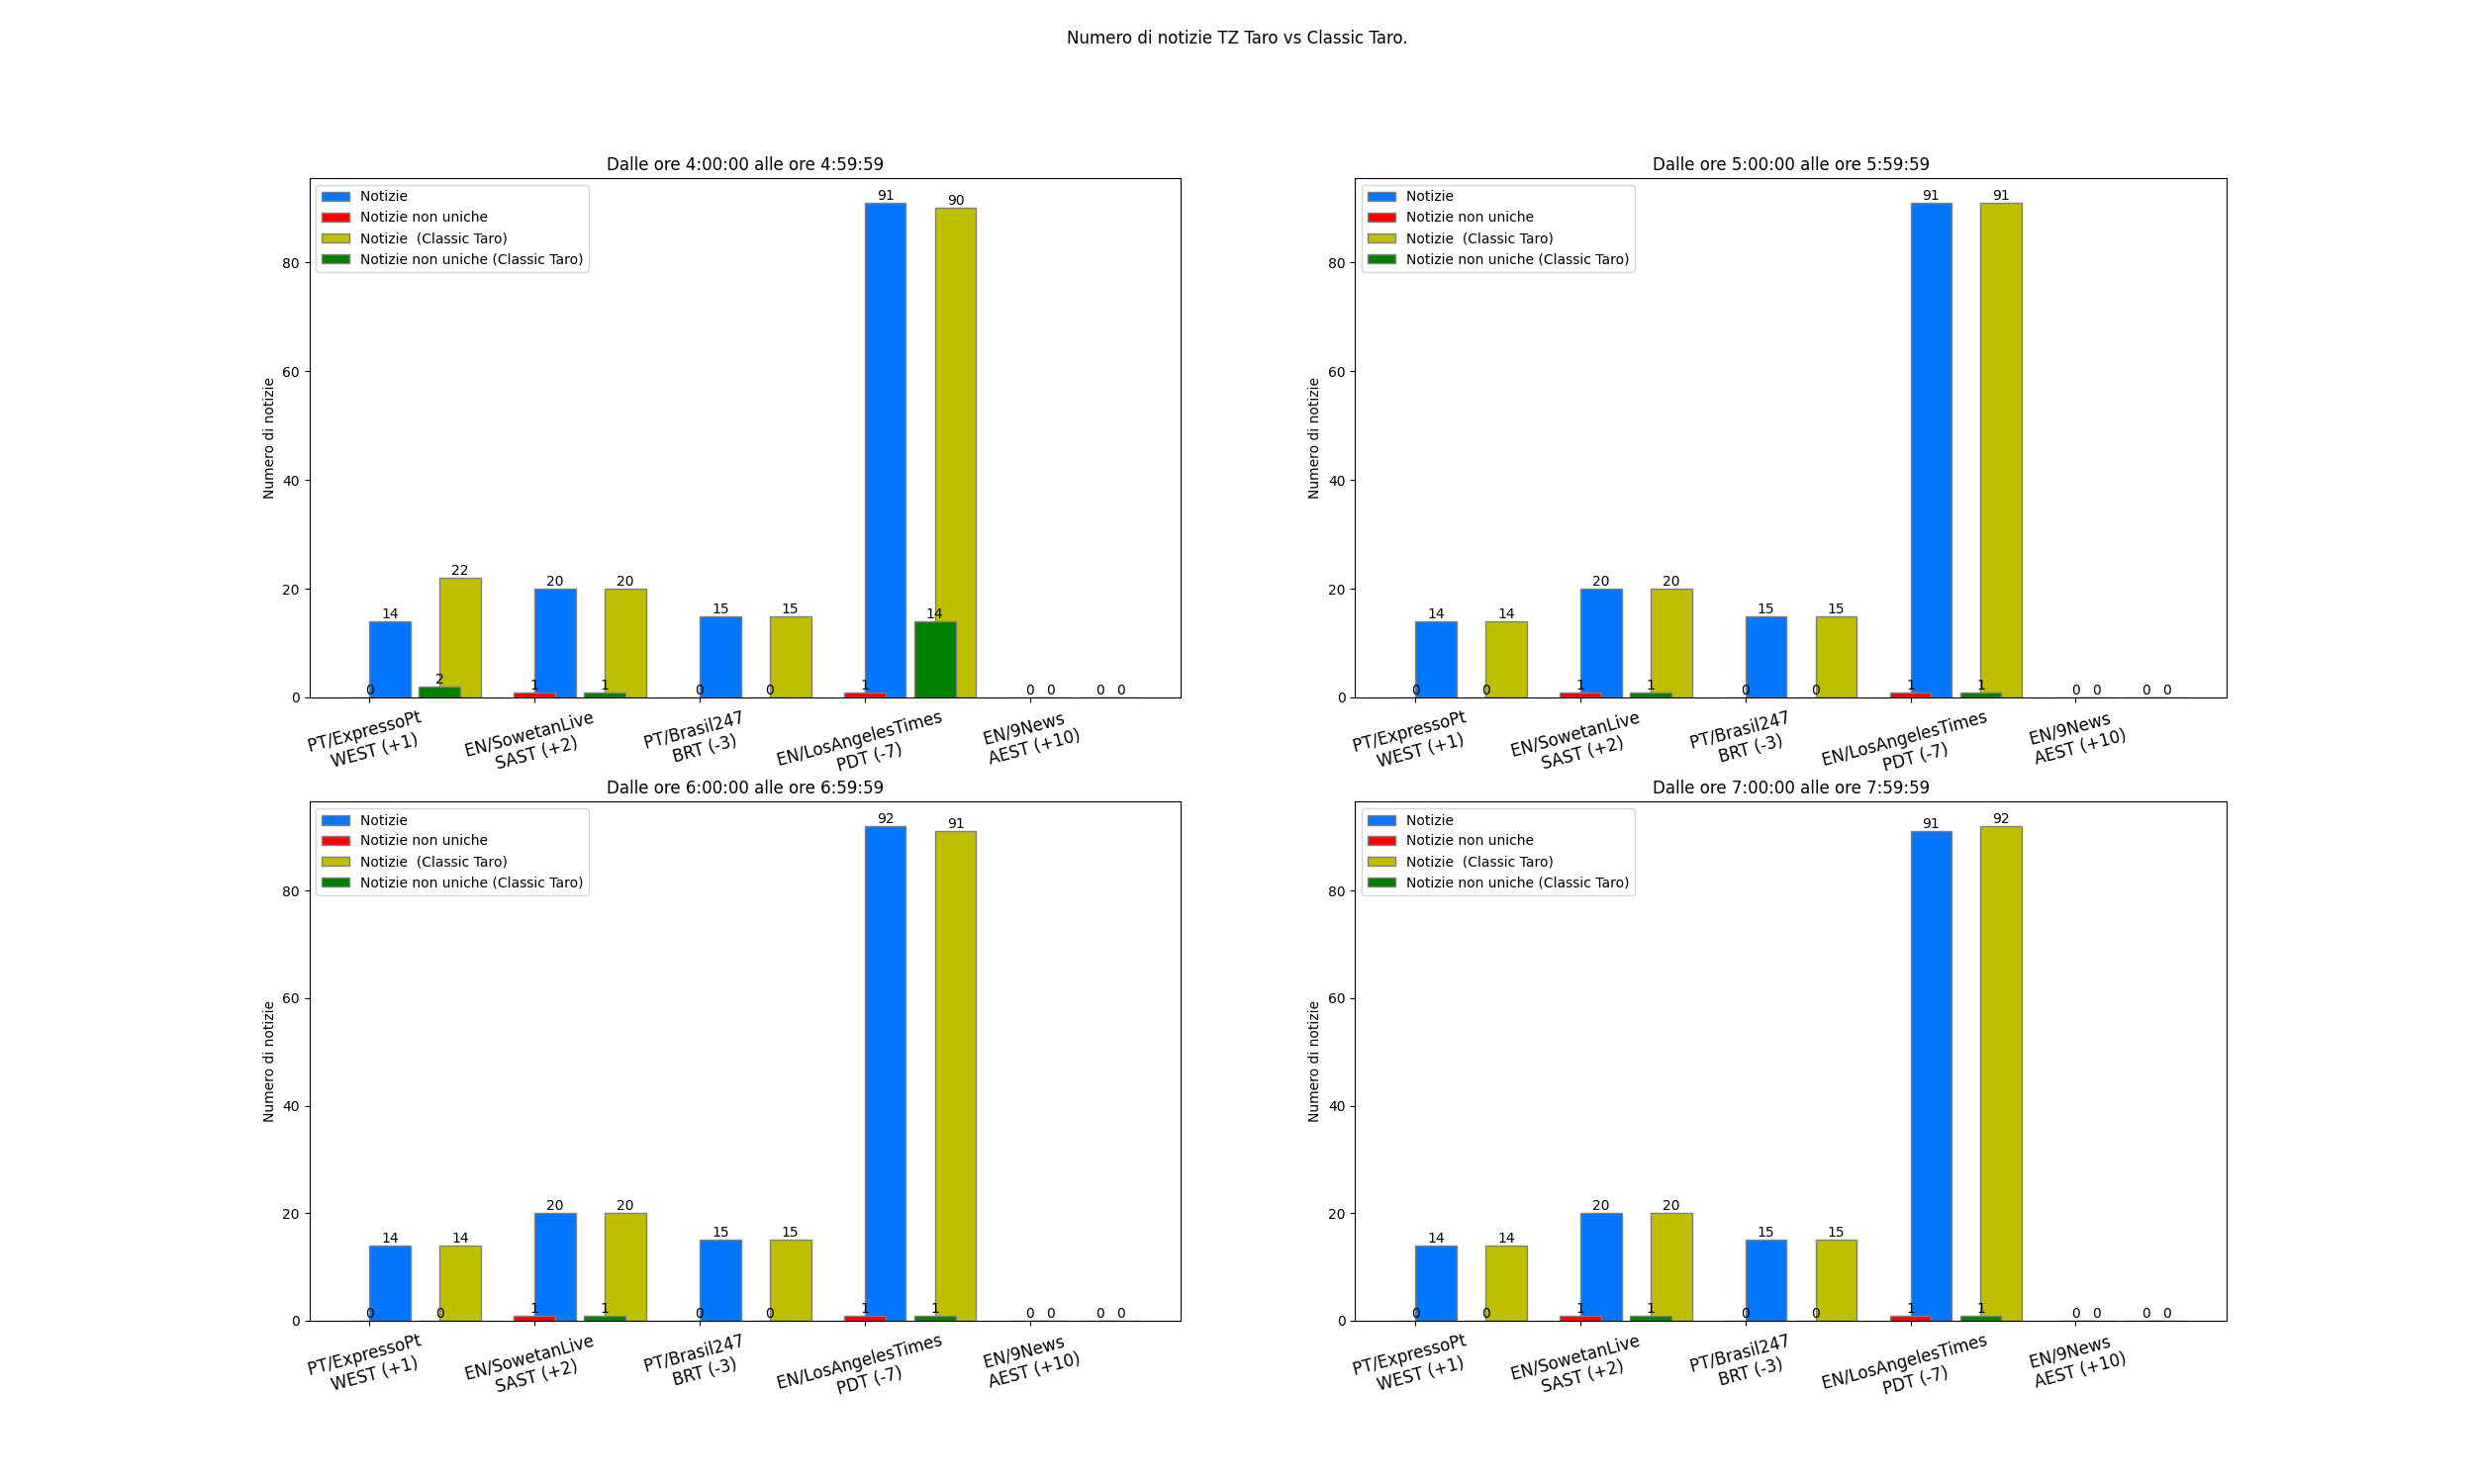 Numero di notizie TZ Taro vs Classic Taro.
Dalle ore 4:00:00 alle ore 4:59:59
Notizie
Notizie non uniche
Notizie  (Classic Taro)
Notizie non uniche (Classic Taro)
Numero di notizie
80
60
40
20
0
0 14 2 22
1 20 1 20
0 15 0 15
1 91 14 90
0 0 0 0
PT/ExpressoPt
WEST (+1)
EN/SowetanLive
SAST (+2)
PT/Brasil247
BRT (-3)
EN/LosAngelesTimes
PDT (-7)
EN/9News
AEST (+10)
Dalle ore 5:00:00 alle ore 5:59:59
Notizie
Notizie non uniche
Notizie  (Classic Taro)
Notizie non uniche (Classic Taro)
Numero di notizie
80
60
40
20
0
0 14 0 14
1 20 1 20
0 15 0 15
1 91 1 91
0 0 0 0
PT/ExpressoPt
WEST (+1)
EN/SowetanLive
SAST (+2)
PT/Brasil247
BRT (-3)
EN/LosAngelesTimes
PDT (-7)
EN/9News
AEST (+10)
Dalle ore 6:00:00 alle ore 6:59:59
Notizie
Notizie non uniche
Notizie  (Classic Taro)
Notizie non uniche (Classic Taro)
Numero di notizie
80
60
40
20
0
0 14 0 14
1 20 1 20
0 15 0 15
1 92 1 91
0 0 0 0
PT/ExpressoPt
WEST (+1)
EN/SowetanLive
SAST (+2)
PT/Brasil247
BRT (-3)
EN/LosAngelesTimes
PDT (-7)
EN/9News
AEST (+10)
Dalle ore 7:00:00 alle ore 7:59:59
Notizie
Notizie non uniche
Notizie  (Classic Taro)
Notizie non uniche (Classic Taro)
Numero di notizie
80
60
40
20
0
0 14 0 14
1 20 1 20
0 15 0 15
1 91 1 92
0 0 0 0
PT/ExpressoPt
WEST (+1)
EN/SowetanLive
SAST (+2)
PT/Brasil247
BRT (-3)
EN/LosAngelesTimes
PDT (-7)
EN/9News
AEST (+10)